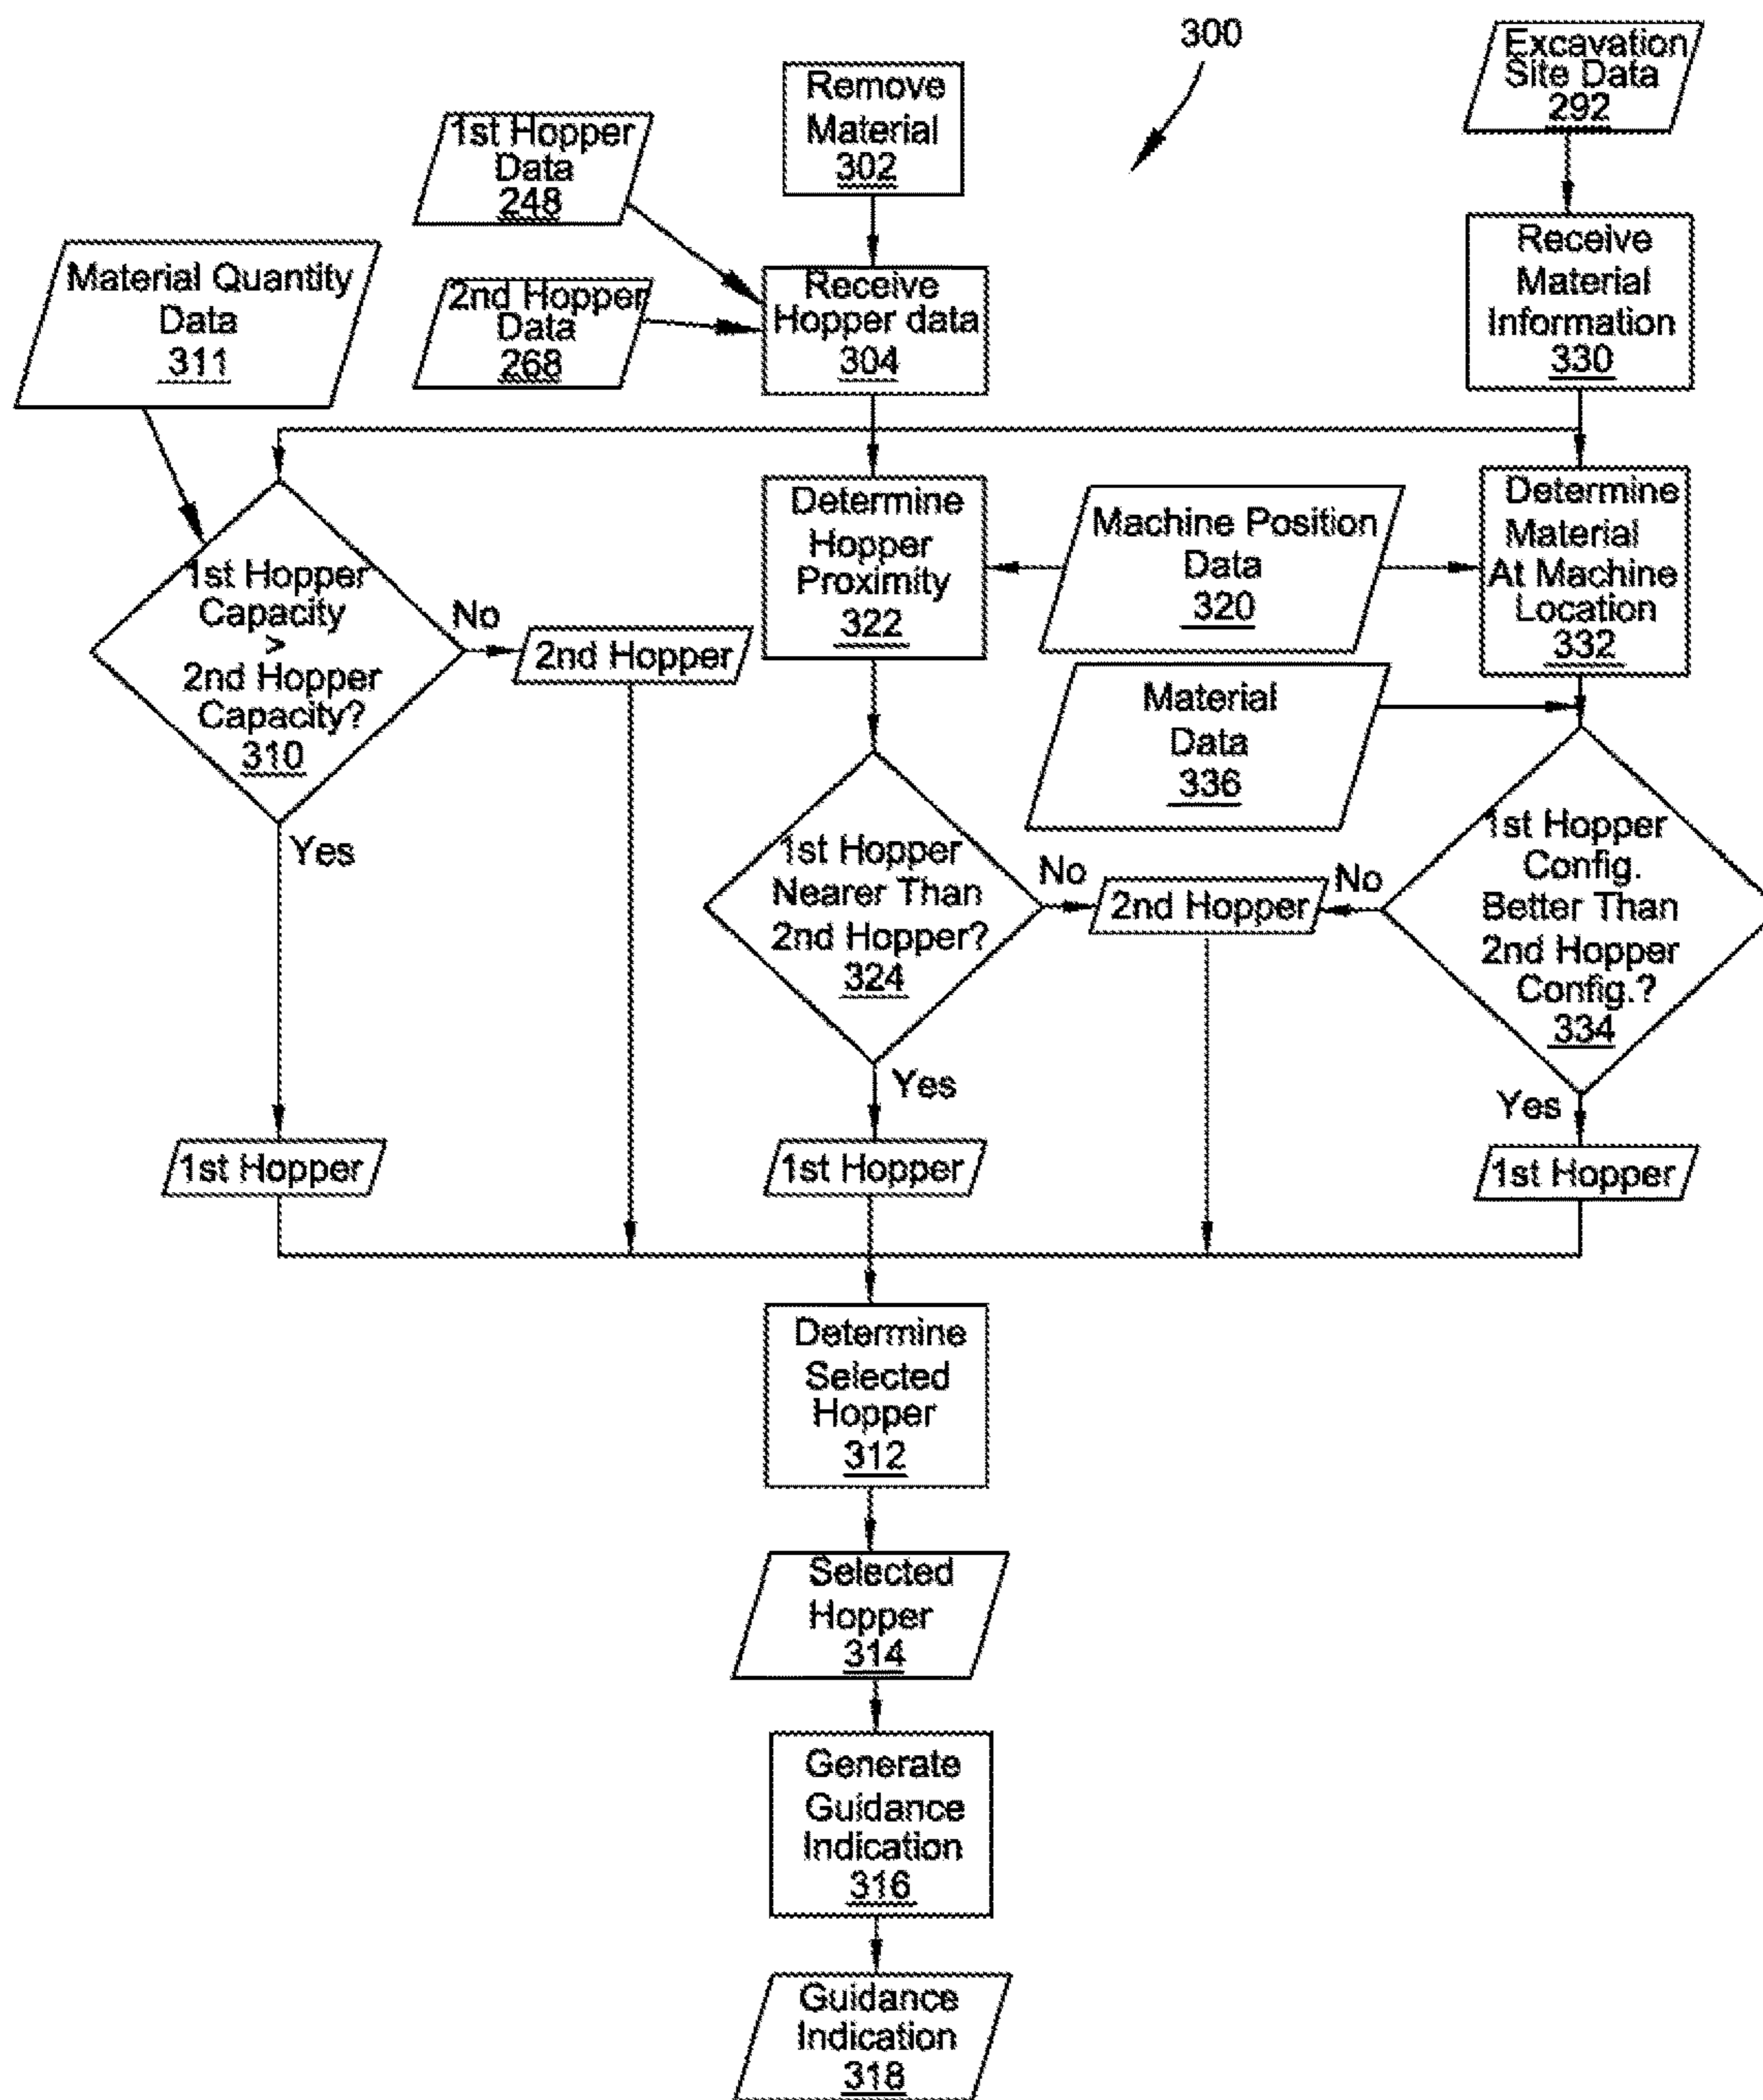 300
Excavation
Site Data
292
Remove
Material
302
1st Hopper
Data
248
Receive
Material
Information
330
Material Quantity
Data
311
2nd Hopper
Data
268
Receive
Hopper data
304
1st Hopper
Capacity
>
2nd Hopper
Capacity?
310
No
2nd Hopper
Yes
1st Hopper
Determine
Hopper
Proximity
322
Machine Position
Data
320
Determine
Material
At Machine
Location
332
Material
Data
336
1st Hopper
Nearer Than
2nd Hopper?
324
No
2nd Hopper
No
1st Hopper
Config.
Better Than
2nd Hopper
Config.?
334
Yes
1st Hopper
Yes
1st Hopper
Determine
Selected
Hopper
312
Selected
Hopper
314
Generate
Guidance
Indication
316
Guidance
Indication
318